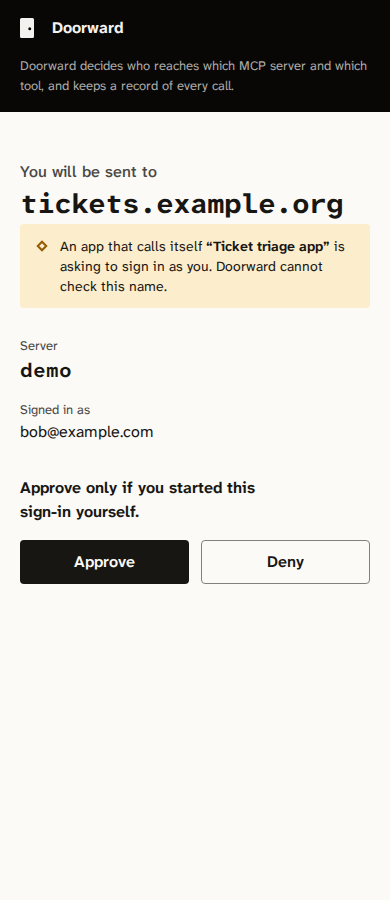 Doorward
Doorward decides who reaches which MCP server and which
tool, and keeps a record of every call.
You will be sent to
tickets.example.org
An app that calls itself “Ticket triage app” is
asking to sign in as you. Doorward cannot
check this name.
Server
demo
Signed in as
bob@example.com
Approve only if you started this
sign-in yourself.
Approve
Deny